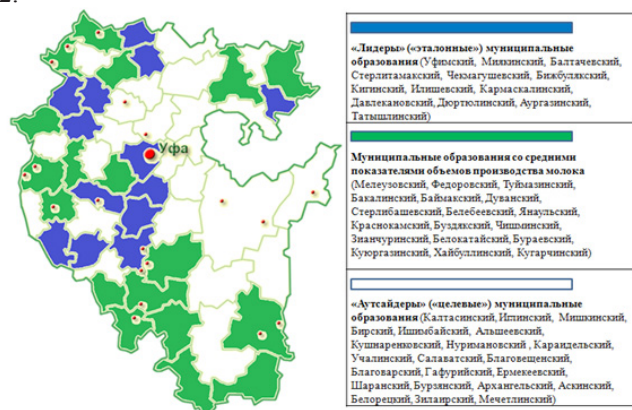 Уфа
«Лидеры» («эталонные») муниципальные
образования (Уфимский, Миякинский, Балтачевский,
Стерлитамакский, Чекмагушевский, Бижбулякский,
Кигинский, Илишевский, Кармаскалинский,
Давлекановский, Дюртюлинский, Аургазинский,
Татышлинский)
Муниципальные образования со средними
показателями объемов производства молока
(Мелеузовский, Федоровский, Туймазинский,
Бакалинский, Баймакский, Дуванский,
Стерлибашевский, Белебеевский, Янаульский,
Краснокамский, Буздякский, Чишминский,
Зианчуринский, Белокатайский, Бураевский,
Куюргазинский, Хайбуллинский, Кугарчинский)
«Аутсайдеры» («целевые») муниципальные
образования (Калтасинский, Иглинский, Мишкинский,
Бирский, Ишимбайский, Альшеевский,
Кушнаренковский, Нуримановский , Караидельский,
Учалинский, Салаватский, Благовещенский,
Благоварский, Гафурийский, Ермекеевский,
Шаранский, Бурзянский, Архангельский, Аскинский,
Белорецкий, Зилаирский, Мечетлинский)